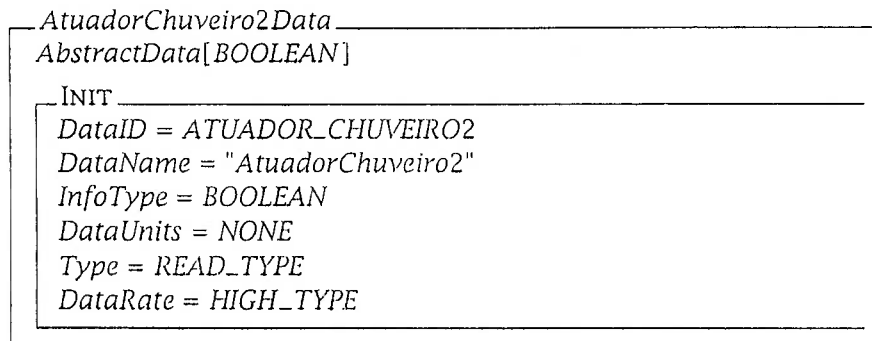 AtuadorChuveiro2Data
AbstractData[BOOLEAN]
INIT
DataID = ATUADOR_CHUVEIRO2
DataName = "AtuadorChuveiro2"
InfoType = BOOLEAN
DataUnits = NONE
Type = READ_TYPE
DataRate = HIGH_TYPE